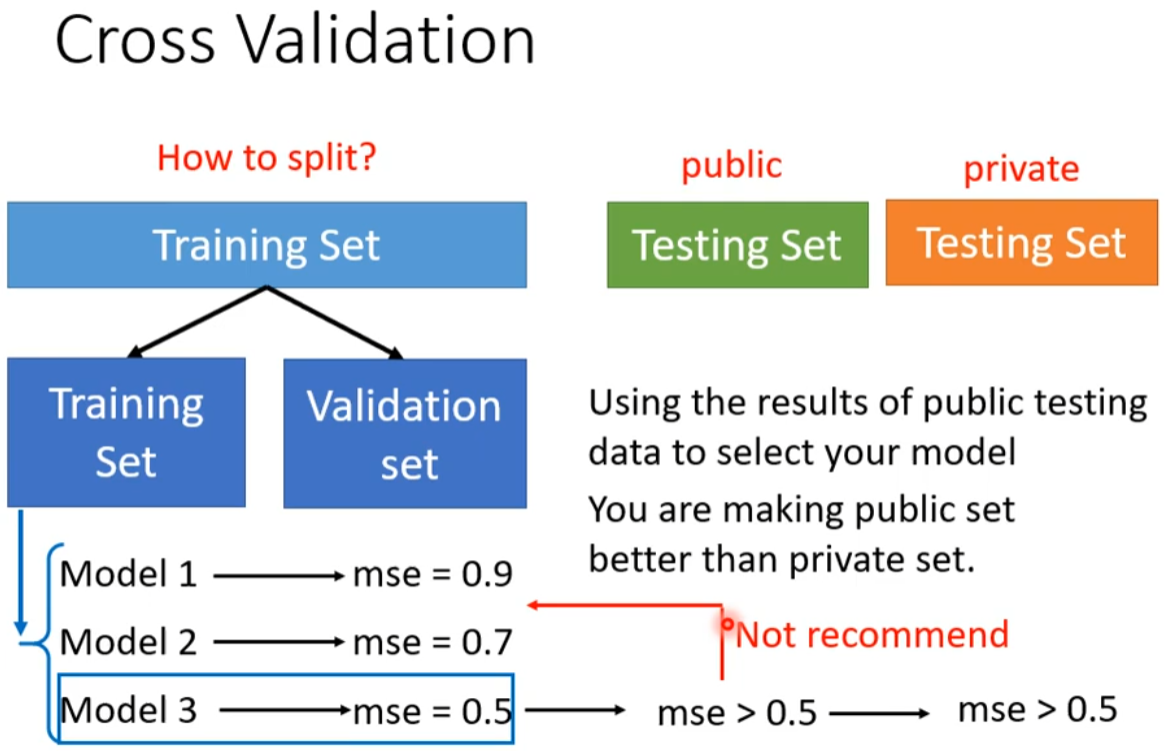 Cross Validation
How to split?
public
private
Training Set
Testing Set
Testing Set
Training
Set
Validation
set
Using the results of public testing
data to select your model
You are making public set
better than private set.
Model 1 mse = 0.9
Model 2 mse = 0.7
Not recommend
Model 3 mse = 0.5 mse > 0.5 mse > 0.5